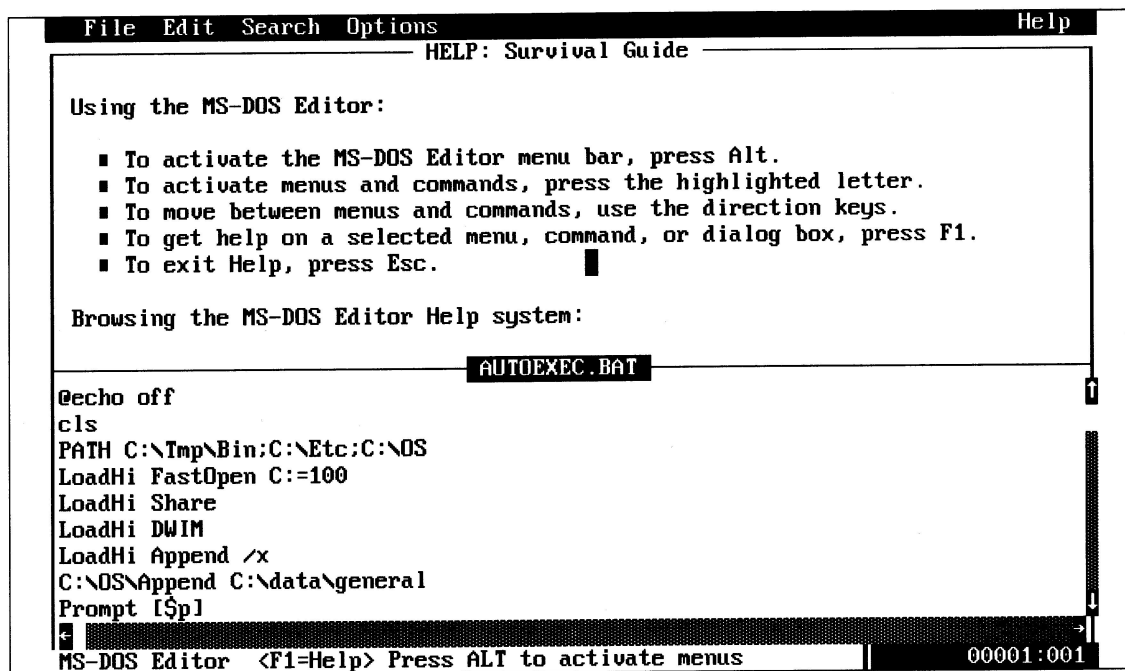 File Edit Search Options Help
HELP: Survival Guide
Using the MS-DOS Editor:
■ To activate the MS-DOS Editor menu bar, press Alt.
■ To activate menus and commands, press the highlighted letter.
■ To move between menus and commands, use the direction keys.
■ To get help on a selected menu, command, or dialog box, press F1.
■ To exit Help, press Esc.
Browsing the MS-DOS Editor Help system:
AUTOEXEC.BAT
@echo off
cls
PATH C:\Tmp\Bin;C:\Etc;C:\OS
LoadHi FastOpen C:=100
LoadHi Share
LoadHi DWIM
LoadHi Append /x
C:\OS\Append C:\data\general
Prompt [$p]
MS-DOS Editor <F1=Help> Press ALT to activate menus 00001:001